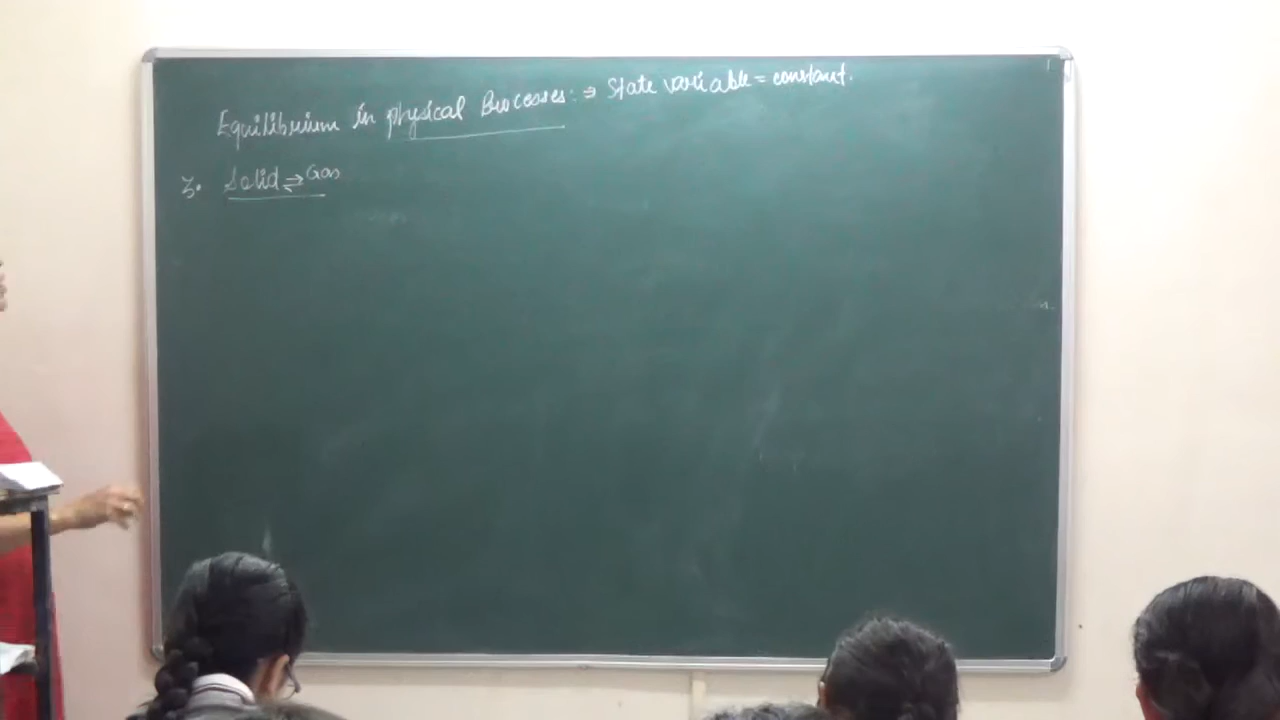 Equilibrium in physical Processes : ⇒ State variable = constant.
3. Solid ⇌ Gas